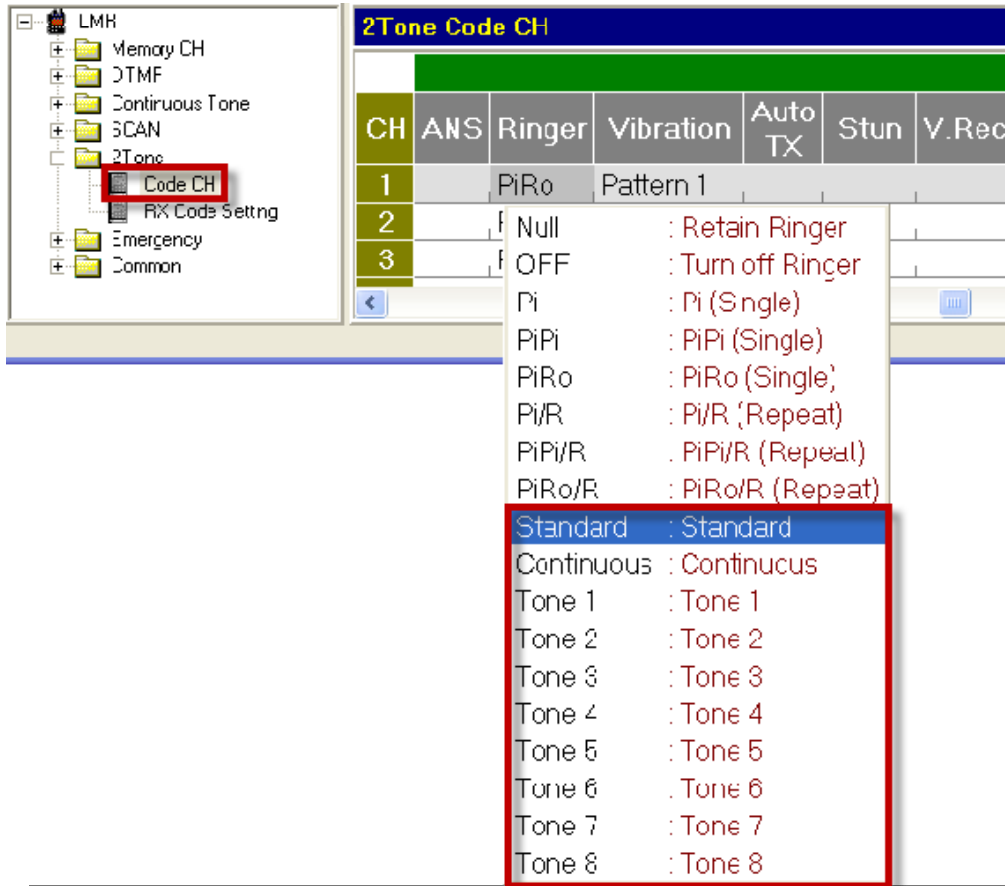 LMR
Memory CH
DTMF
Continuous Tone
SCAN
2Tone
Code CH
RX Code Setting
Emergency
Common
2Tone Code CH
CH ANS Ringer Vibration Auto TX Stun V.Rec
1 PiRo Pattern 1
2
3
Null : Retain Ringer
OFF : Turn off Ringer
Pi : Pi (Single)
PiPi : PiPi (Single)
PiRo : PiRo (Single)
Pi/R : Pi/R (Repeat)
PiPi/R : PiPi/R (Repeat)
PiRo/R : PiRo/R (Repeat)
Standard : Standard
Continuous : Continuous
Tone 1 : Tone 1
Tone 2 : Tone 2
Tone 3 : Tone 3
Tone 4 : Tone 4
Tone 5 : Tone 5
Tone 6 : Tone 6
Tone 7 : Tone 7
Tone 8 : Tone 8